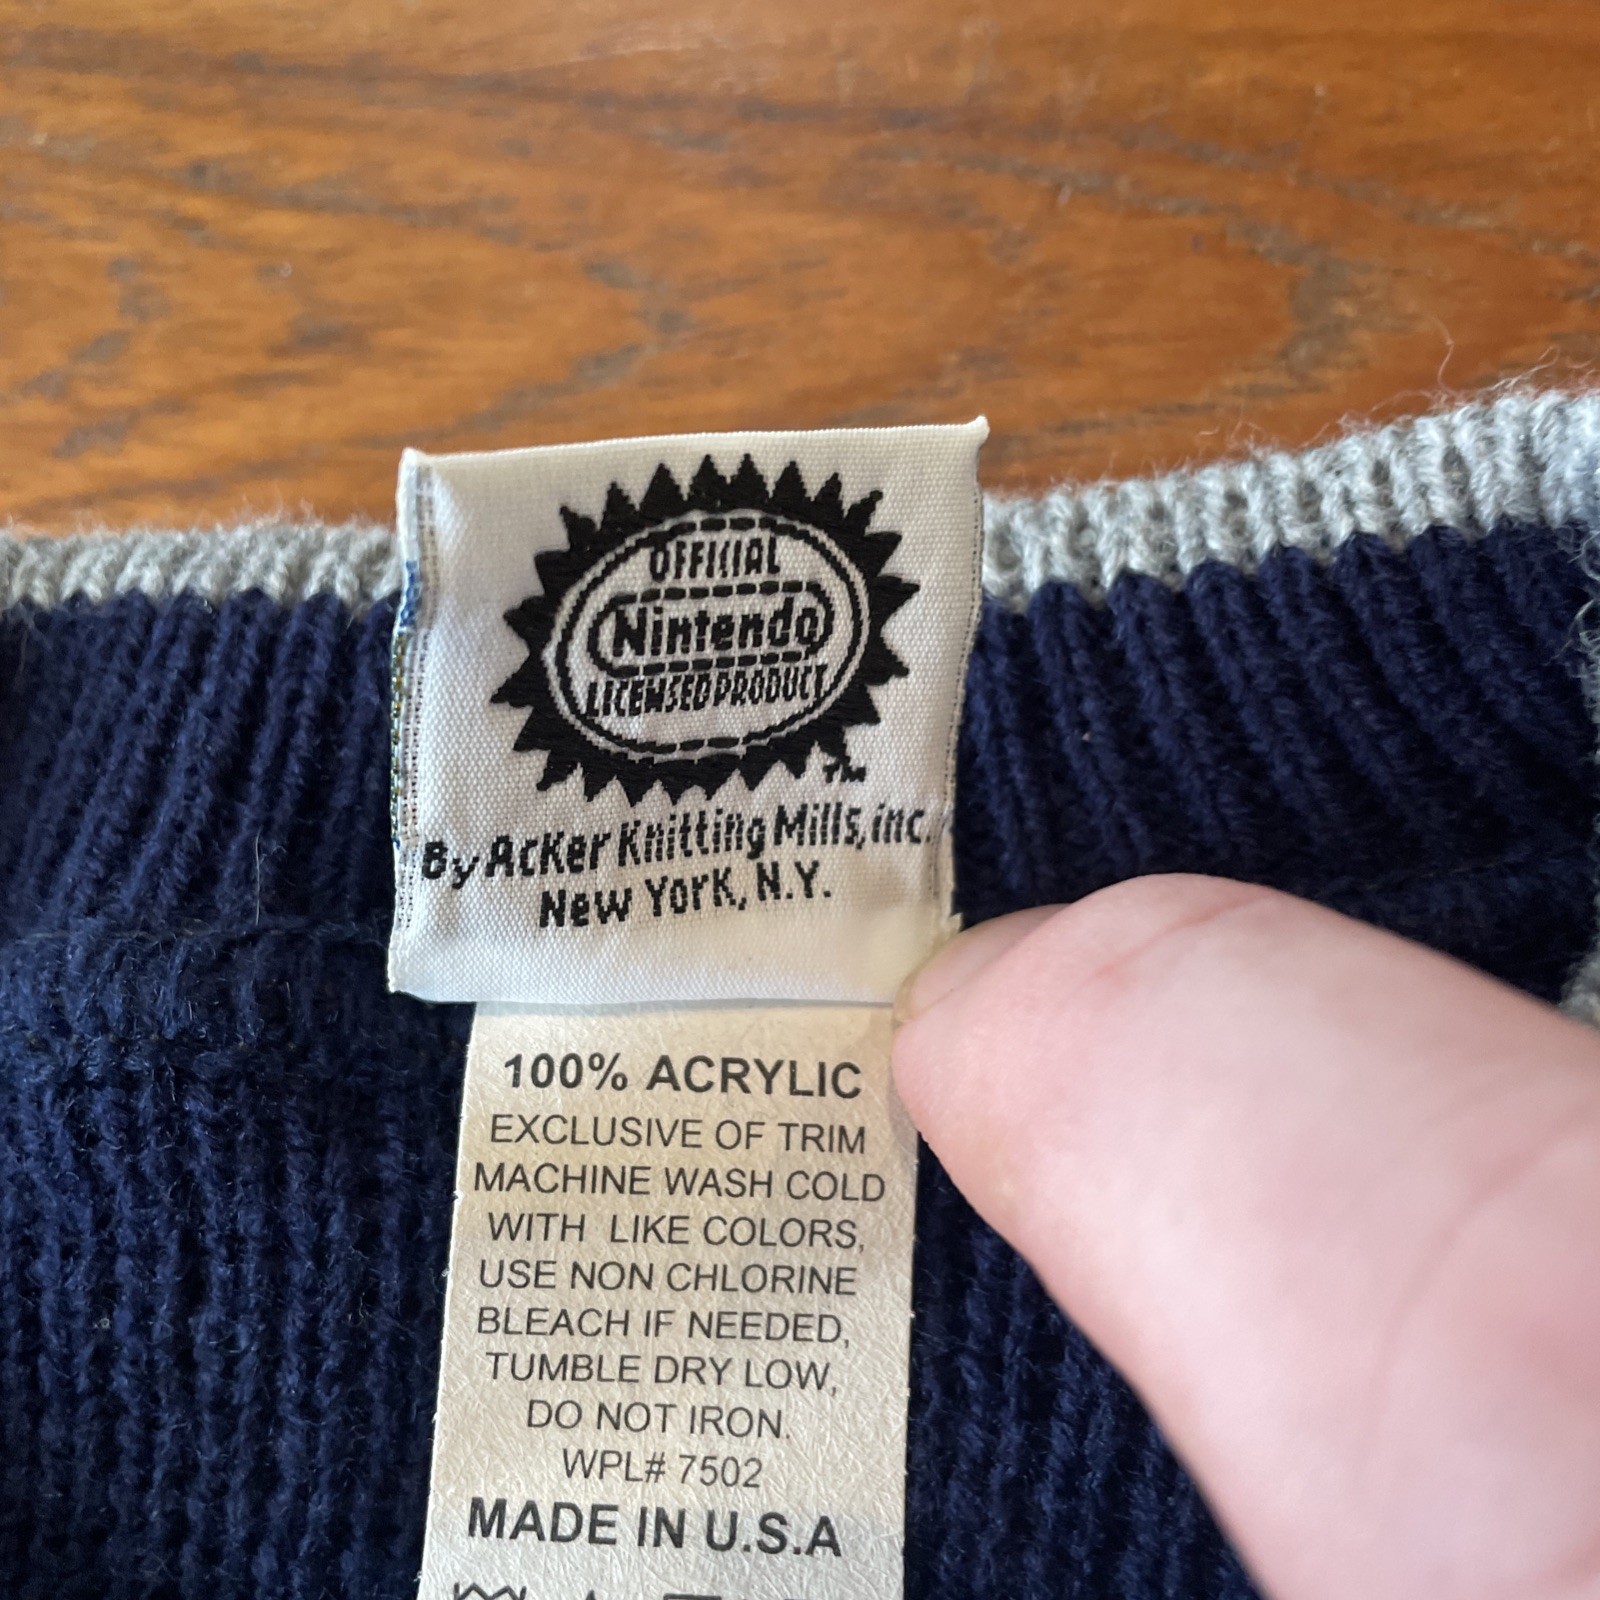 OFFICIAL
Nintendo
LICENSED PRODUCT
TM
By Acker Knitting Mills, inc.
New York, N.Y.
100% ACRYLIC
EXCLUSIVE OF TRIM
MACHINE WASH COLD
WITH LIKE COLORS,
USE NON CHLORINE
BLEACH IF NEEDED,
TUMBLE DRY LOW,
DO NOT IRON.
WPL# 7502
MADE IN U.S.A